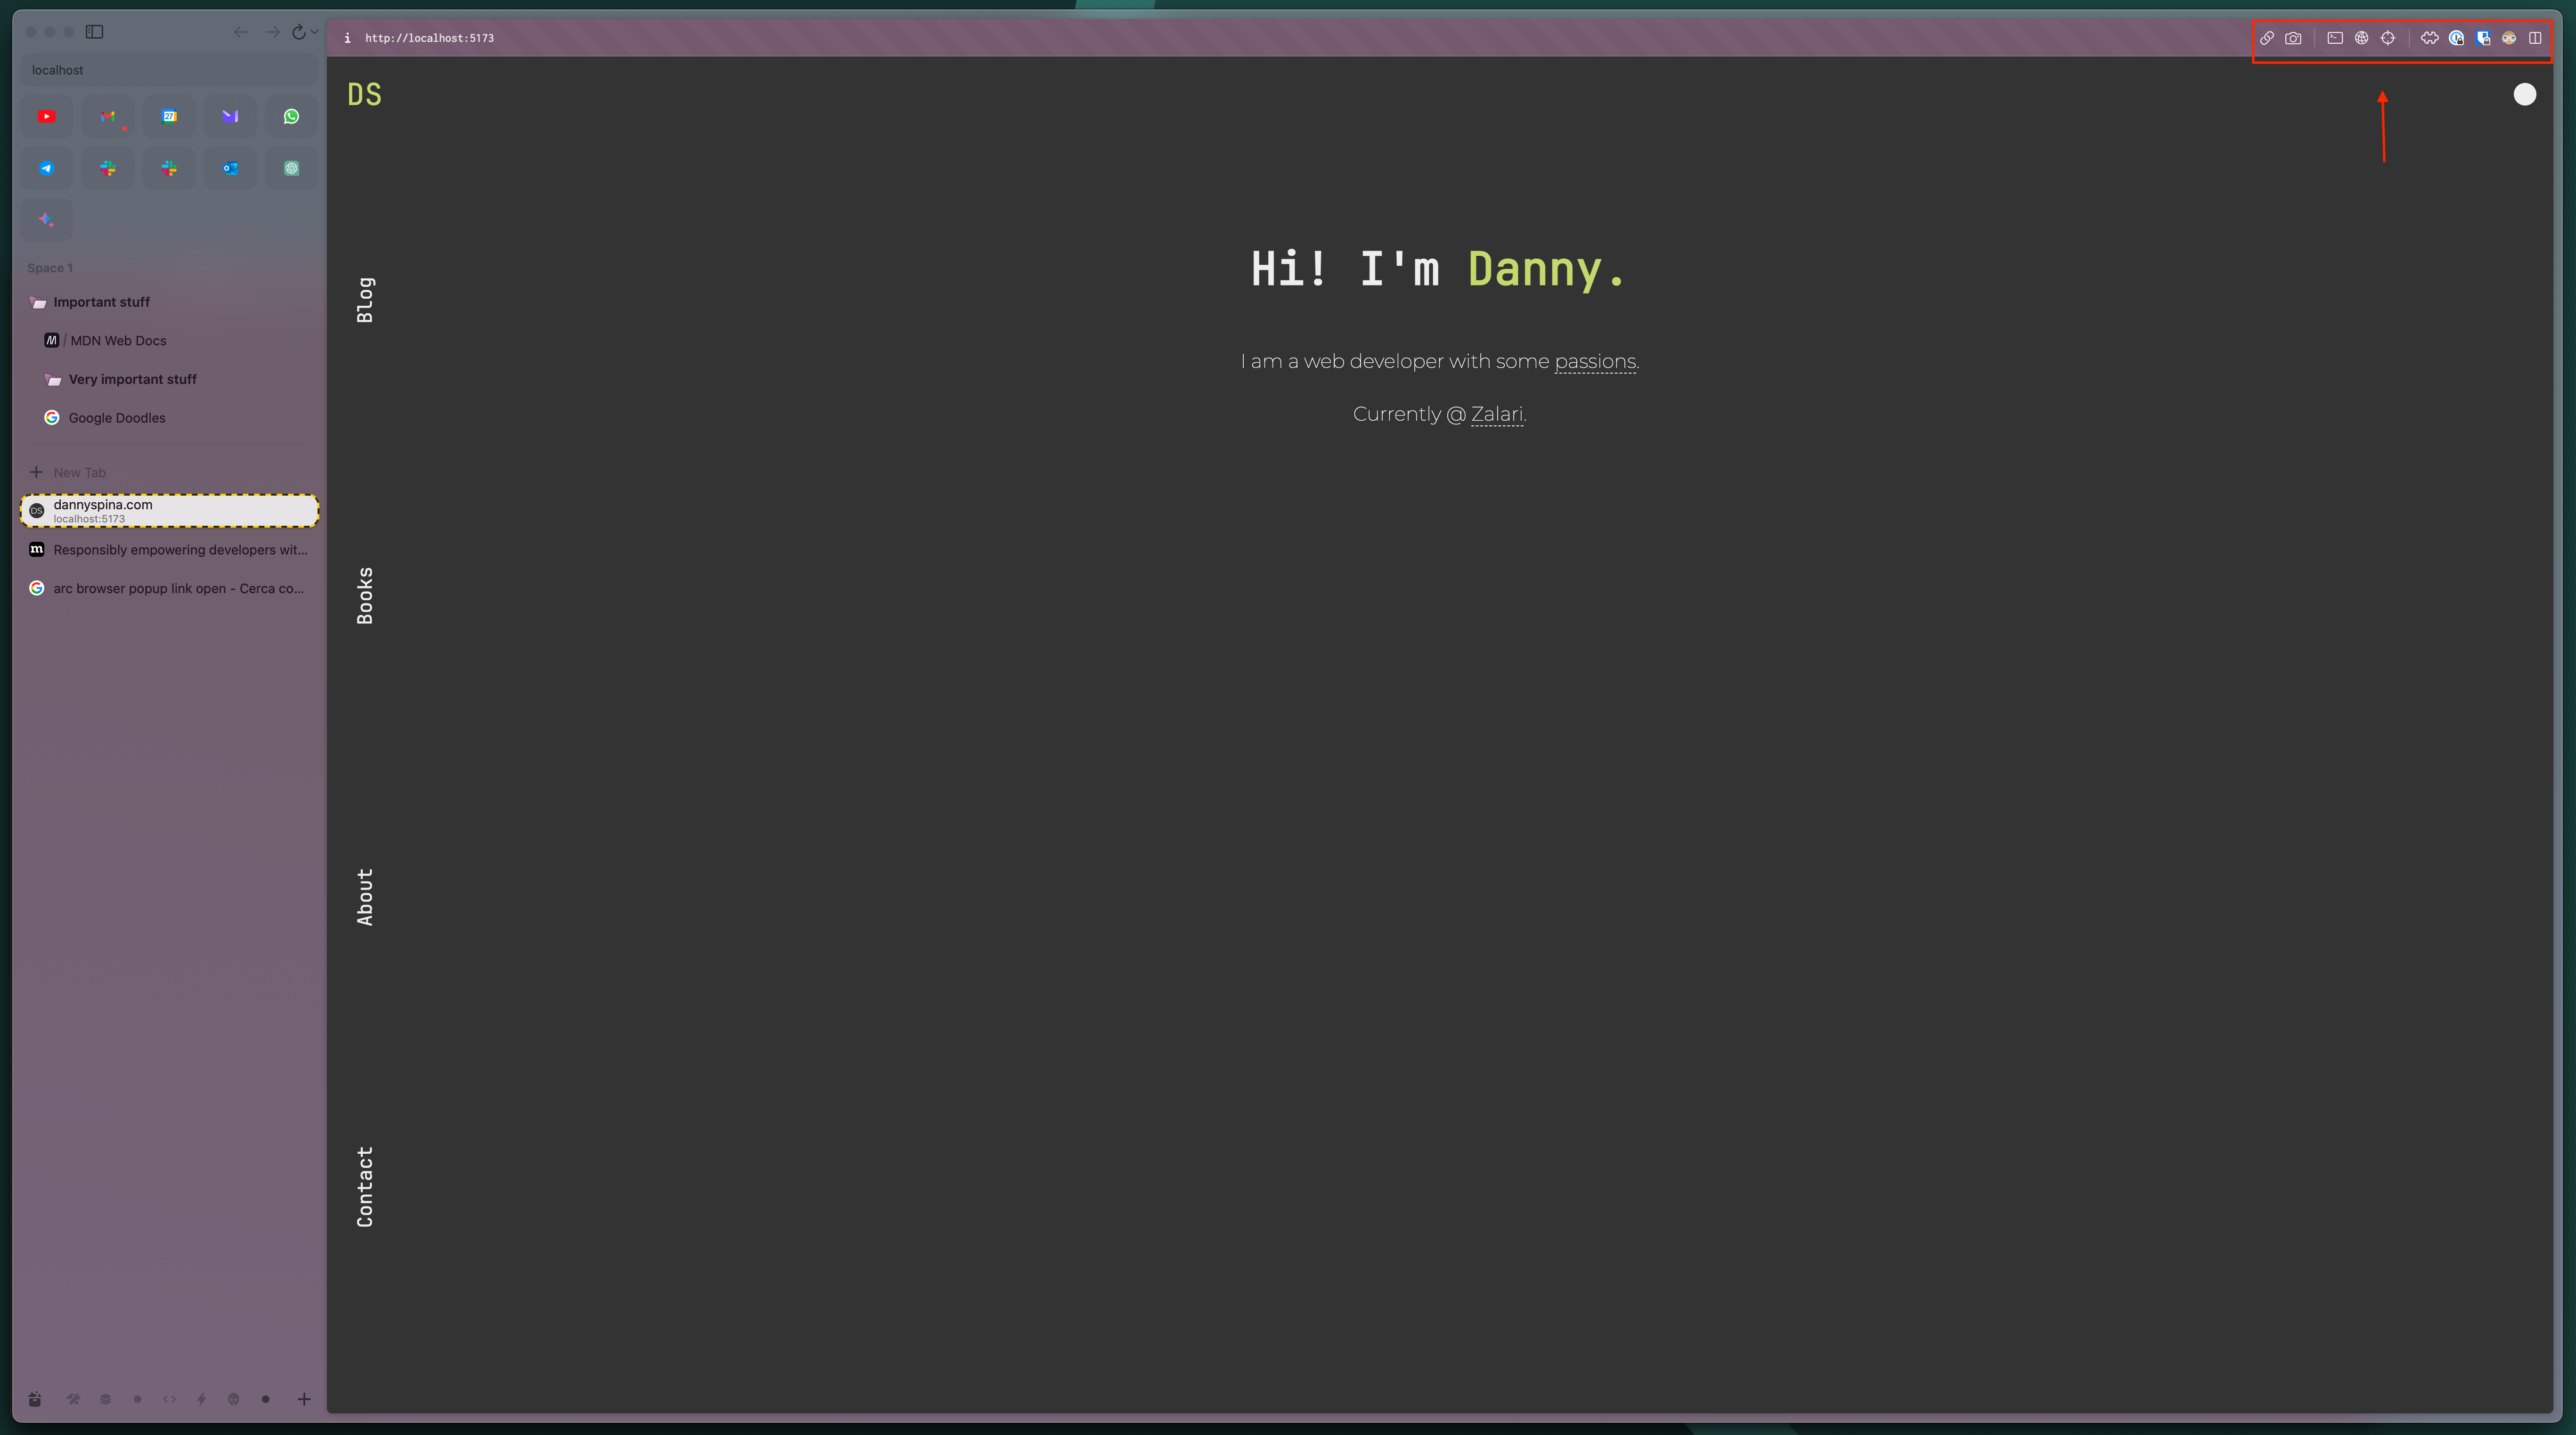 http://localhost:5173
localhost
27
Space 1
Important stuff
/ MDN Web Docs
Very important stuff
Google Doodles
New Tab
DS
dannyspina.com
localhost:5173
m
Responsibly empowering developers wit...
arc browser popup link open - Cerca co...
DS
Hi! I'm Danny.
I am a web developer with some passions.
Currently @ Zalari.
Blog
Books
About
Contact